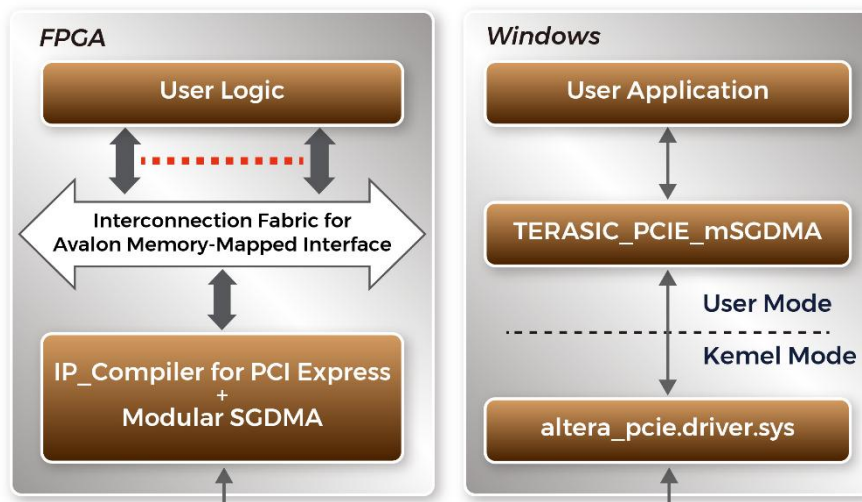 FPGA
User Logic
Interconnection Fabric for
Avalon Memory-Mapped Interface
IP_Compiler for PCI Express
+
Modular SGDMA
Windows
User Application
TERASIC_PCIE_mSGDMA
User Mode
Kemel Mode
altera_pcie.driver.sys